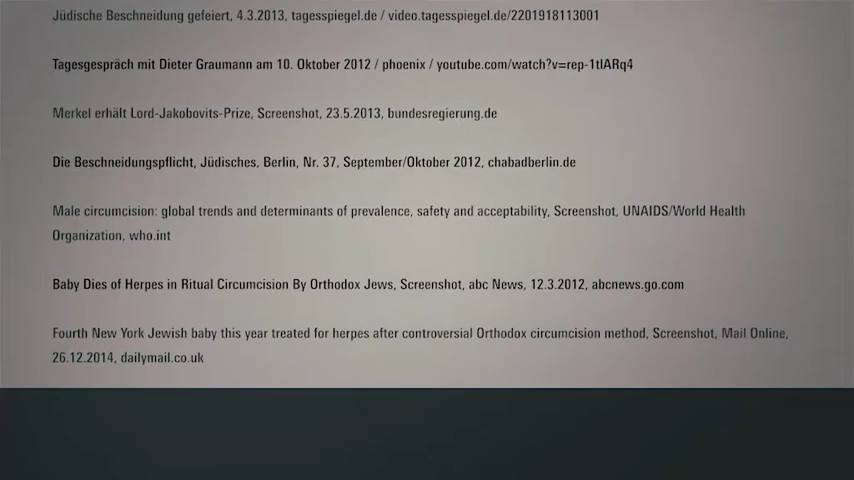 Jüdische Beschneidung gefeiert, 4.3.2013, tagesspiegel.de / video.tagesspiegel.de/2201918113001
Tagesgespräch mit Dieter Graumann am 10. Oktober 2012 / phoenix / youtube.com/watch?v=rep-1tIARq4
Merkel erhält Lord-Jakobovits-Prize, Screenshot, 23.5.2013, bundesregierung.de
Die Beschneidungspflicht, Jüdisches, Berlin, Nr. 37, September/Oktober 2012, chabadberlin.de
Male circumcision: global trends and determinants of prevalence, safety and acceptability, Screenshot, UNAIDS/World Health
Organization, who.int
Baby Dies of Herpes in Ritual Circumcision By Orthodox Jews, Screenshot, abc News, 12.3.2012, abcnews.go.com
Fourth New York Jewish baby this year treated for herpes after controversial Orthodox circumcision method, Screenshot, Mail Online,
26.12.2014, dailymail.co.uk